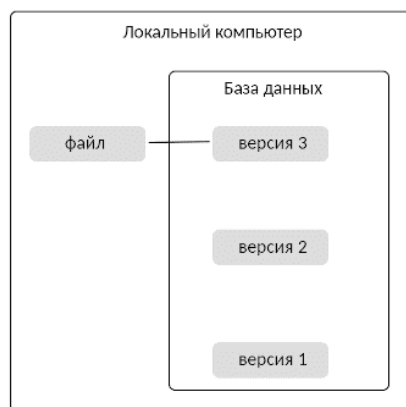 Локальный компьютер
База данных
файл
версия 3
версия 2
версия 1